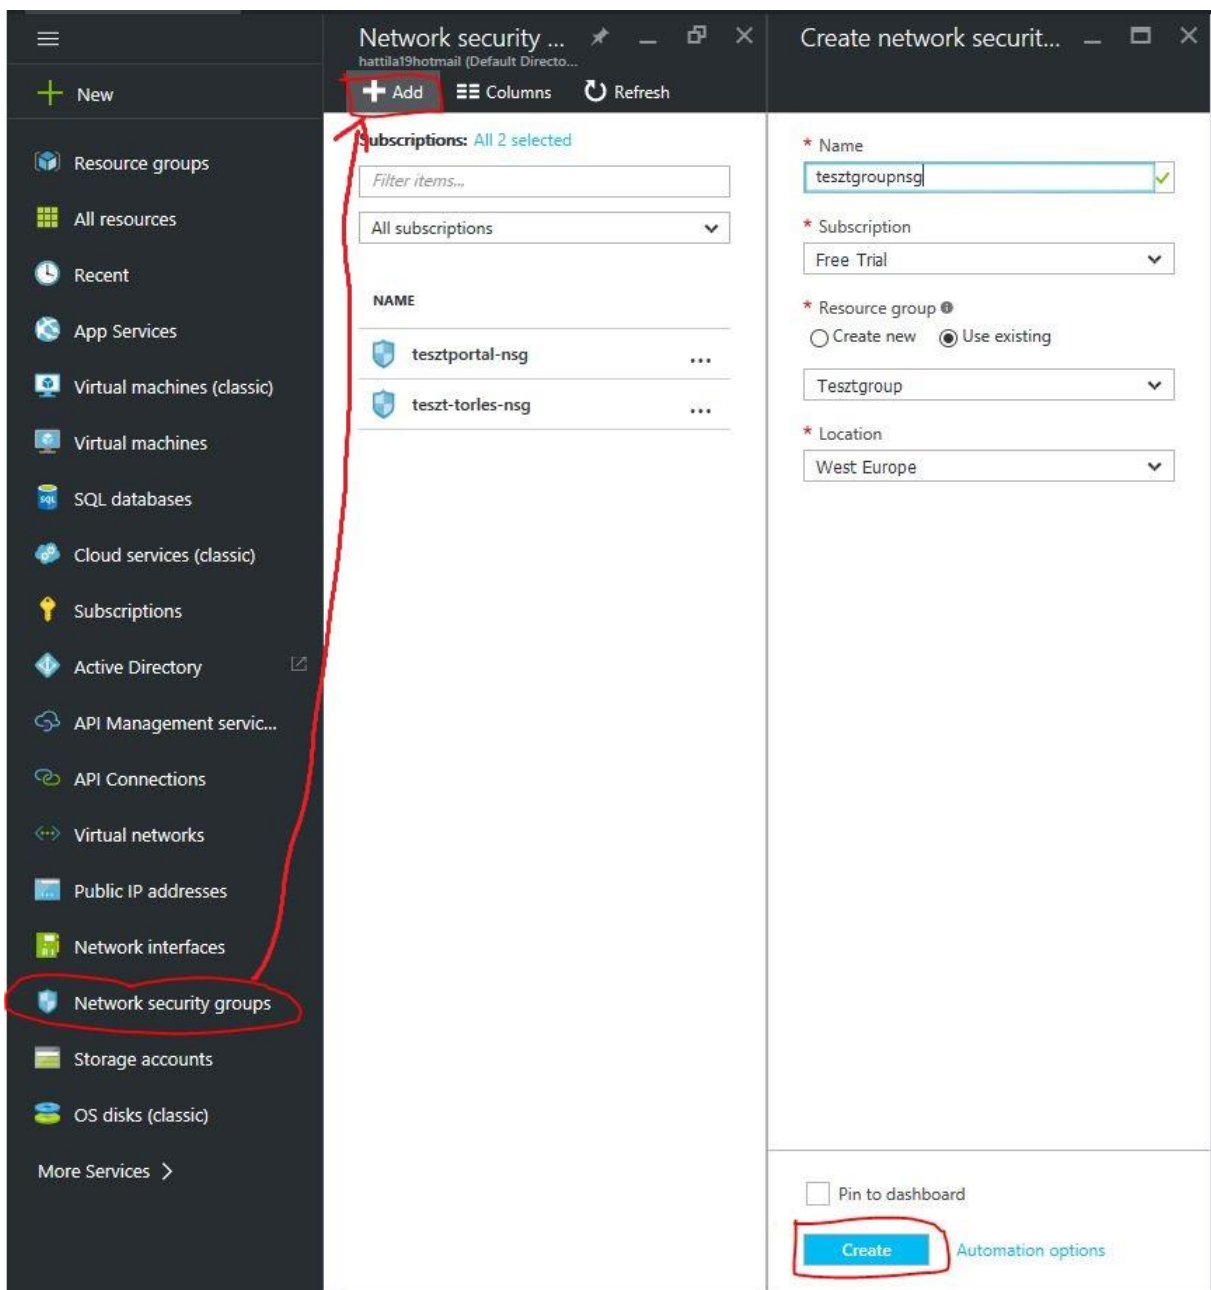 New
Resource groups
All resources
Recent
App Services
Virtual machines (classic)
Virtual machines
SQL databases
Cloud services (classic)
Subscriptions
Active Directory
API Management servic...
API Connections
Virtual networks
Public IP addresses
Network interfaces
Network security groups
Storage accounts
OS disks (classic)
More Services >
Network security ...
hattila19hotmail (Default Directo...
Add Columns Refresh
Subscriptions: All 2 selected
Filter items...
All subscriptions
NAME
tesztportal-nsg ...
teszt-torles-nsg ...
Create network securit...
* Name
tesztgroupnsg
* Subscription
Free Trial
* Resource group
Create new Use existing
Tesztgroup
* Location
West Europe
Pin to dashboard
Create Automation options